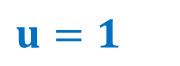 u = 1